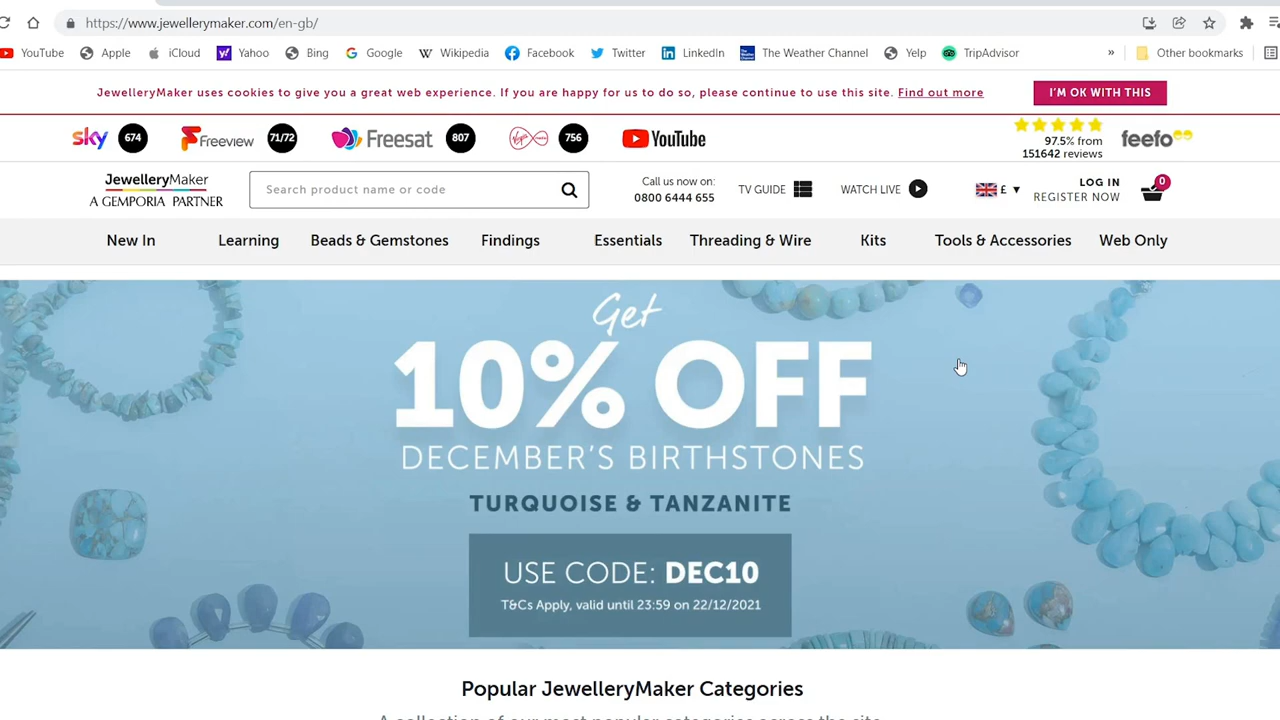 https://www.jewellerymaker.com/en-gb/
YouTube Apple iCloud Yahoo Bing Google Wikipedia Facebook Twitter LinkedIn The Weather Channel Yelp TripAdvisor » Other bookmarks
JewelleryMaker uses cookies to give you a great web experience. If you are happy for us to do so, please continue to use this site. Find out more I'M OK WITH THIS
sky 674 Freeview 71/72 Freesat 807 Virgin media 756 YouTube 97.5% from feefo
151642 reviews
JewelleryMaker
A GEMPORIA PARTNER
Search product name or code
Call us now on:
0800 6444 655
TV GUIDE WATCH LIVE £ ▼
LOG IN
REGISTER NOW
0
New In Learning Beads & Gemstones Findings Essentials Threading & Wire Kits Tools & Accessories Web Only
Get
10% OFF
DECEMBER'S BIRTHSTONES
TURQUOISE & TANZANITE
USE CODE: DEC10
T&Cs Apply, valid until 23:59 on 22/12/2021
Popular JewelleryMaker Categories
A collection of our most popular categories across the site